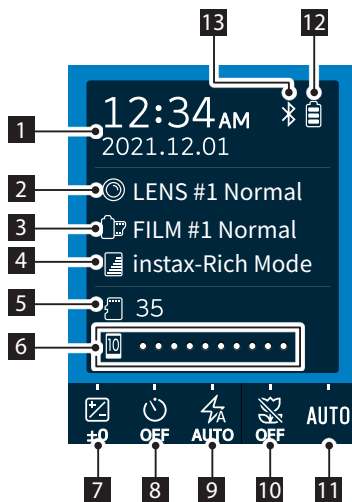 13 12
1 12:34AM
2021.12.01
2 LENS #1 Normal
3 FILM #1 Normal
4 instax-Rich Mode
5 35
6 10
±0 OFF AUTO OFF AUTO
7 8 9 10 11